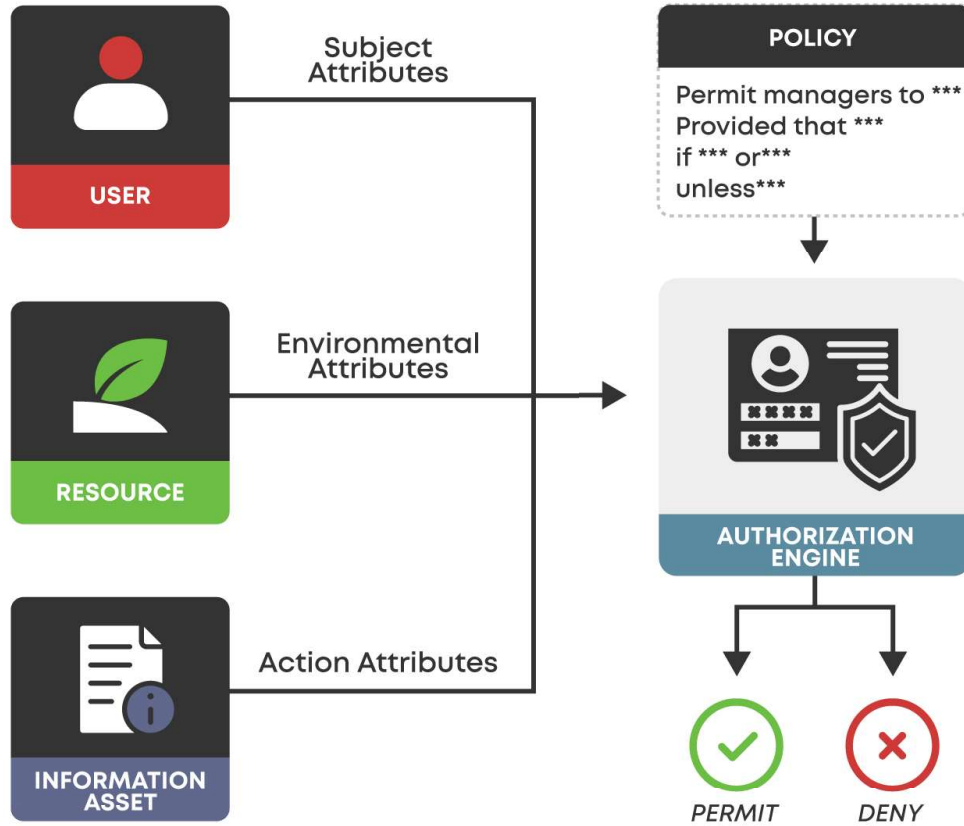 USER
Subject
Attributes
RESOURCE
Environmental
Attributes
INFORMATION
ASSET
Action Attributes
POLICY
Permit managers to ***
Provided that ***
if *** or***
unless***
AUTHORIZATION
ENGINE
PERMIT
DENY